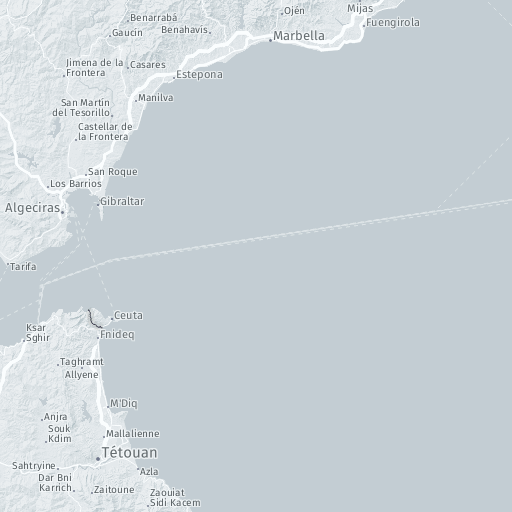 Ojén
Mijas
Benarrabá
Fuengirola
Gaucín
Benahavis
Marbella
Jimena de la
Frontera
Casares
Estepona
San Martín
del Tesorillo
Manilva
Castellar de
la Frontera
San Roque
Los Barrios
Gibraltar
Algeciras
Tarifa
Ceuta
Ksar
Sghir
Fnideq
Taghramt
Allyene
M'Diq
Anjra
Souk
Kdim
Mallalienne
Tétouan
Sahtryine
Azla
Dar Bni
Karrich
Zaitoune
Zaouiat
Sidi Kacem